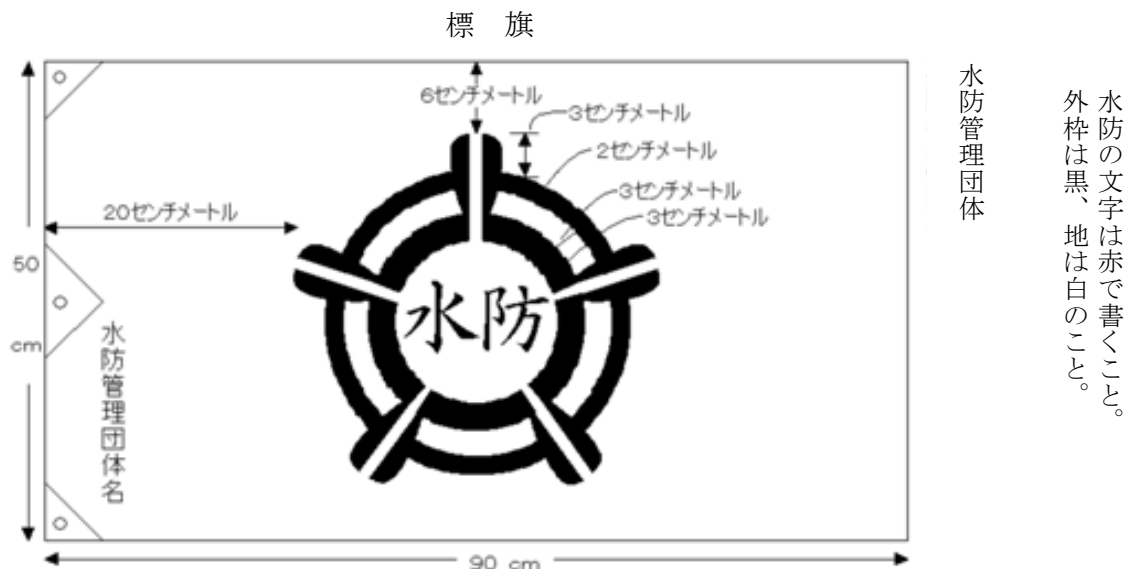 標　旗
水防管理団体
水防の文字は赤で書くこと。
外枠は黒、地は白のこと。
6センチメートル
3センチメートル
2センチメートル
3センチメートル
3センチメートル
20センチメートル
50
cm
水防
水防管理団体名
90 cm